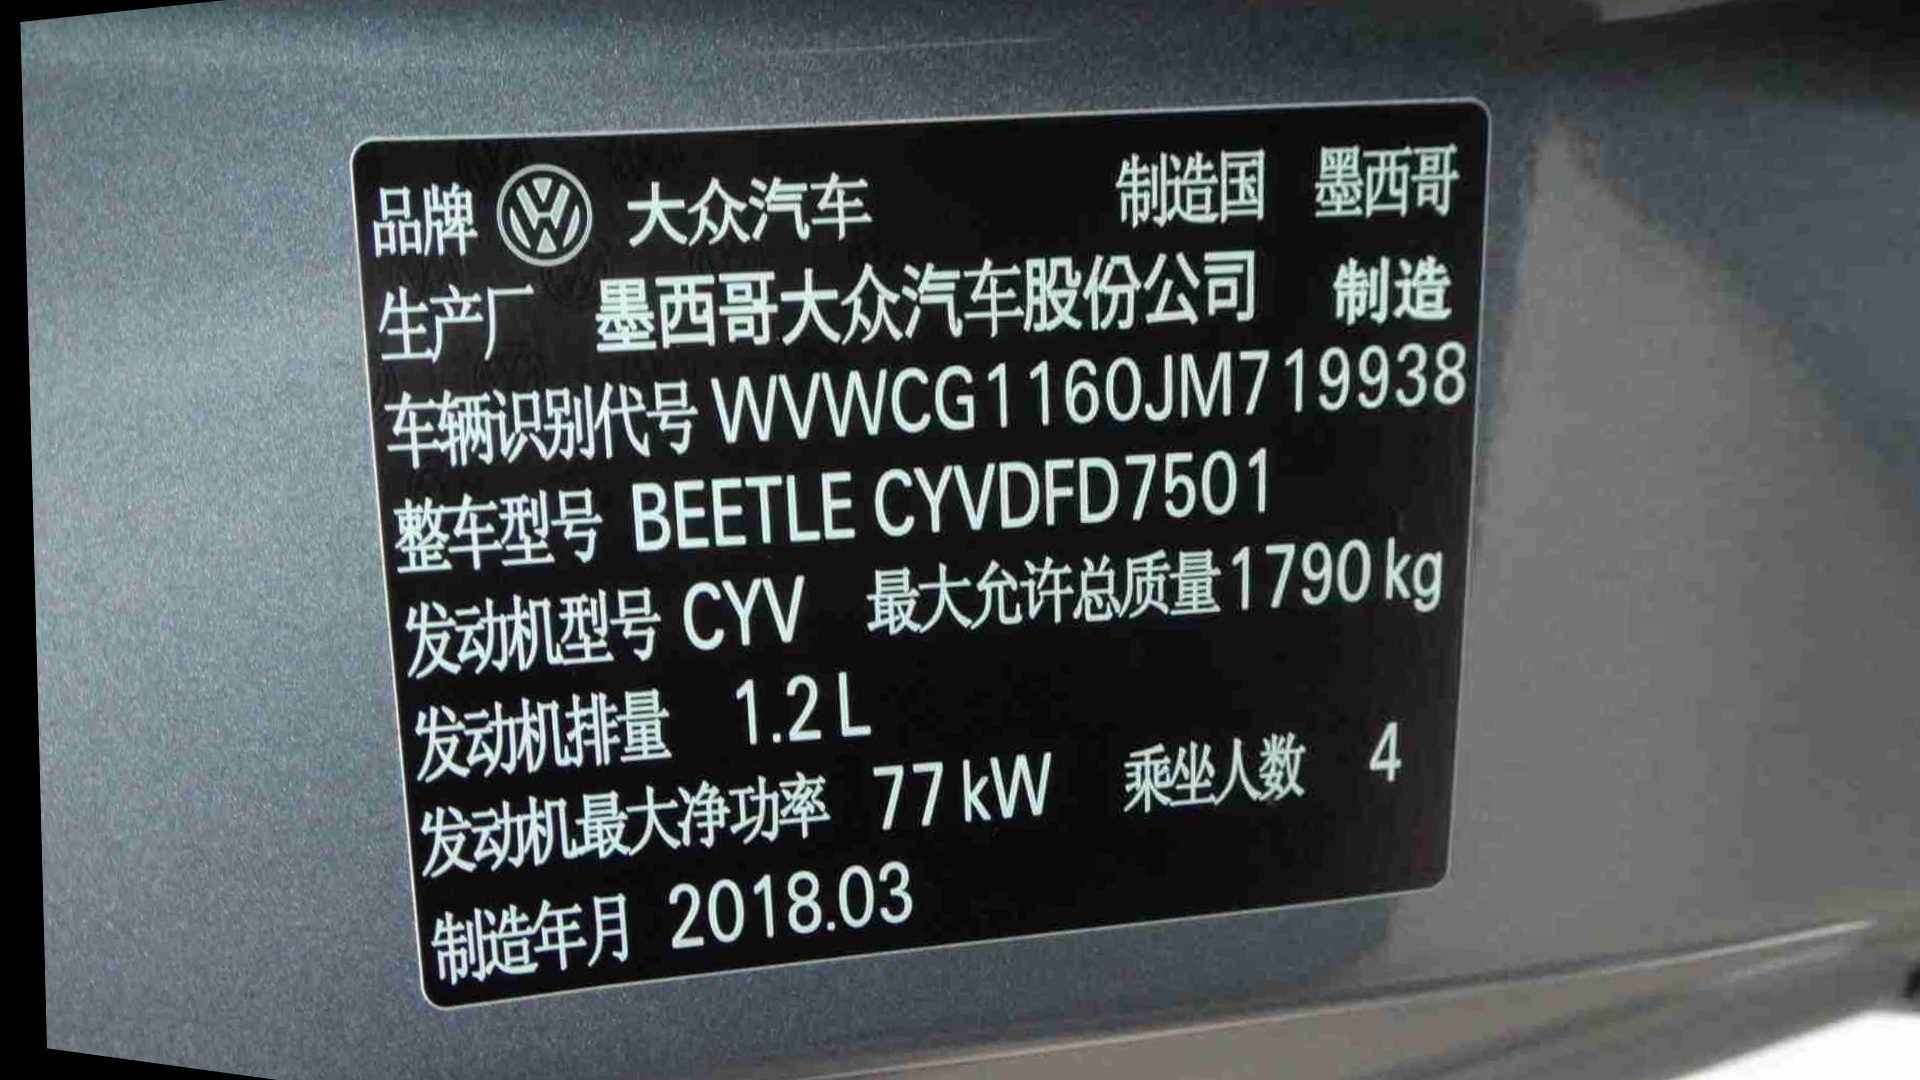 品牌 大众汽车 制造国 墨西哥
生产厂 墨西哥大众汽车股份公司 制造
车辆识别代号 WVWCG1160JM719938
整车型号 BEETLE CYVDFD7501
发动机型号 CYV 最大允许总质量 1790 kg
发动机排量 1.2 L
发动机最大净功率 77 kW 乘坐人数 4
制造年月 2018.03